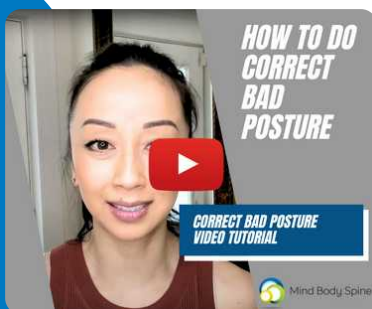 HOW TO DO
CORRECT
BAD
POSTURE
CORRECT BAD POSTURE
VIDEO TUTORIAL
Mind Body Spine